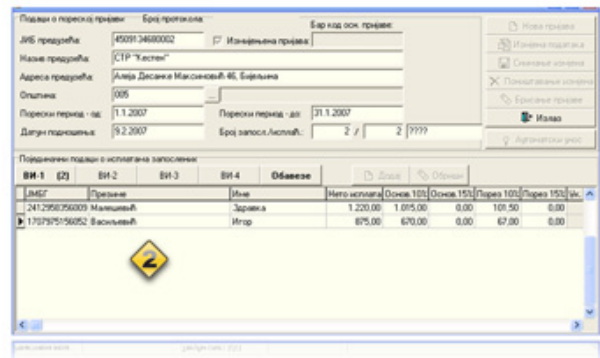 Подаци о пореској пријави Број протокола:
Бар код осн. пријаве:
ЈИБ предузећа: 4509134680002 Измијењена пријава:
Назив предузећа: СТР "Кестен"
Адреса предузећа: Алеја Десанке Максимовић 46, Бијељина
Општина: 005 ...
Порески период - од: 1.1.2007 Порески период - до: 31.1.2007
Датум подношења: 9.2.2007 Број запосл./исплаћ.: 2 / 2 ????
Нова пријава
Измјена података
Снимање измјена
Поништавање измјена
Брисање пријаве
Излаз
Аутоматски унос
Појединачни подаци о исплатама запосленик
ВИ-1 (2) ВИ-2 ВИ-3 ВИ-4 Обавезе Додај Обриши
ЈМБГ Презиме Име Нето исплата Основ.10% Основ.15% Порез 10% Порез 15% Ук.
2412958356809 Малешевић Здравка 1.220,00 1.015,00 0,00 101,50 0,00
1707975156852 Васиљевић Игор 875,00 670,00 0,00 67,00 0,00
2